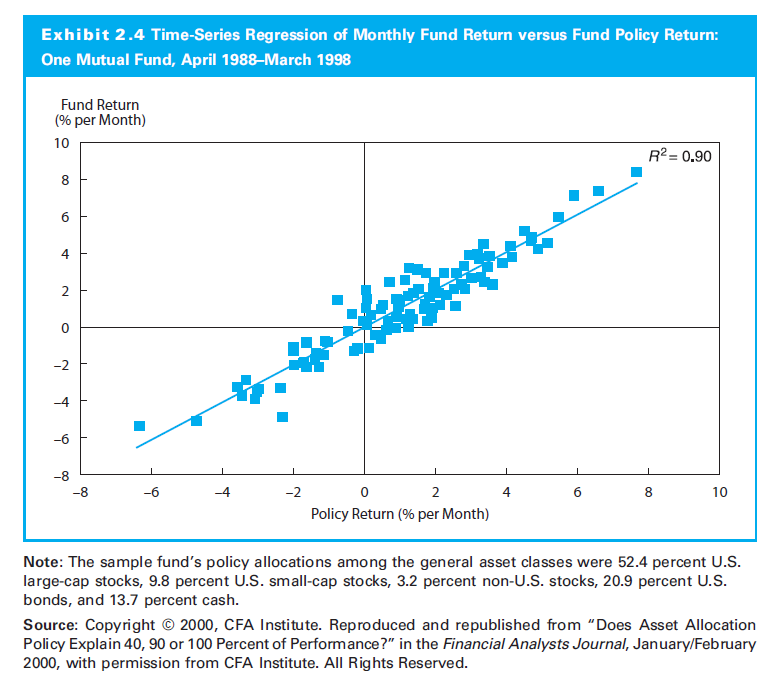 Exhibit 2.4 Time-Series Regression of Monthly Fund Return versus Fund Policy Return:
One Mutual Fund, April 1988–March 1998
Fund Return
(% per Month)
R² = 0.90
10
8
6
4
2
0
–2
–4
–6
–8
–8 –6 –4 –2 0 2 4 6 8 10
Policy Return (% per Month)
Note: The sample fund's policy allocations among the general asset classes were 52.4 percent U.S.
large-cap stocks, 9.8 percent U.S. small-cap stocks, 3.2 percent non-U.S. stocks, 20.9 percent U.S.
bonds, and 13.7 percent cash.
Source: Copyright © 2000, CFA Institute. Reproduced and republished from "Does Asset Allocation
Policy Explain 40, 90 or 100 Percent of Performance?" in the Financial Analysts Journal, January/February
2000, with permission from CFA Institute. All Rights Reserved.